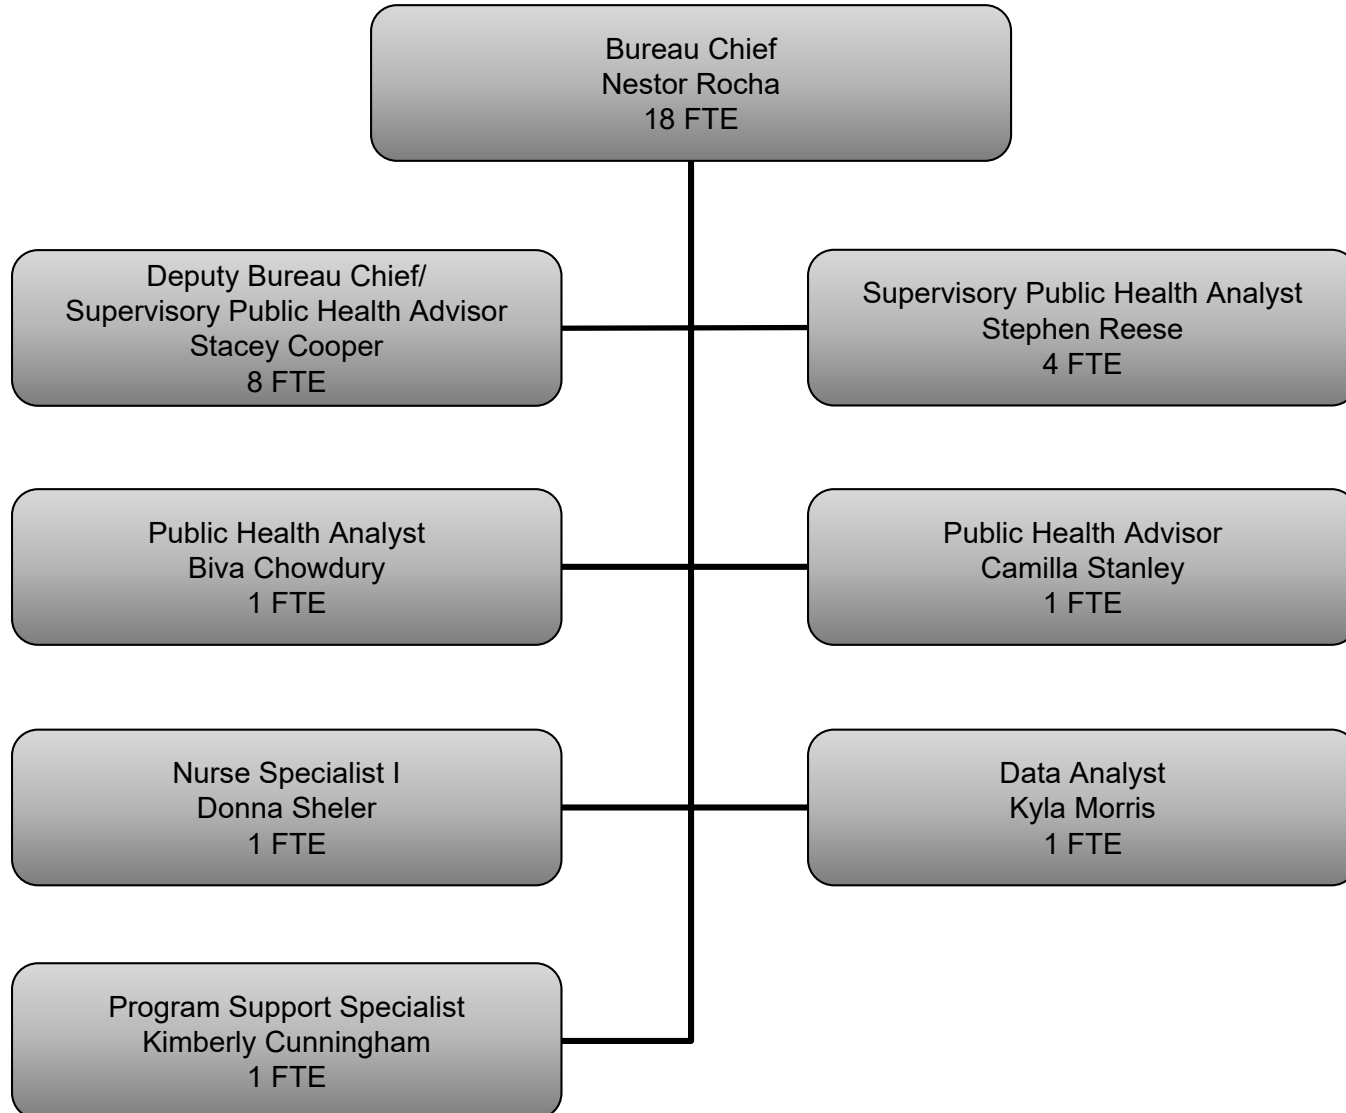 Bureau Chief
Nestor Rocha
18 FTE
Deputy Bureau Chief/
Supervisory Public Health Advisor
Stacey Cooper
8 FTE
Supervisory Public Health Analyst
Stephen Reese
4 FTE
Public Health Analyst
Biva Chowdury
1 FTE
Public Health Advisor
Camilla Stanley
1 FTE
Nurse Specialist I
Donna Sheler
1 FTE
Data Analyst
Kyla Morris
1 FTE
Program Support Specialist
Kimberly Cunningham
1 FTE